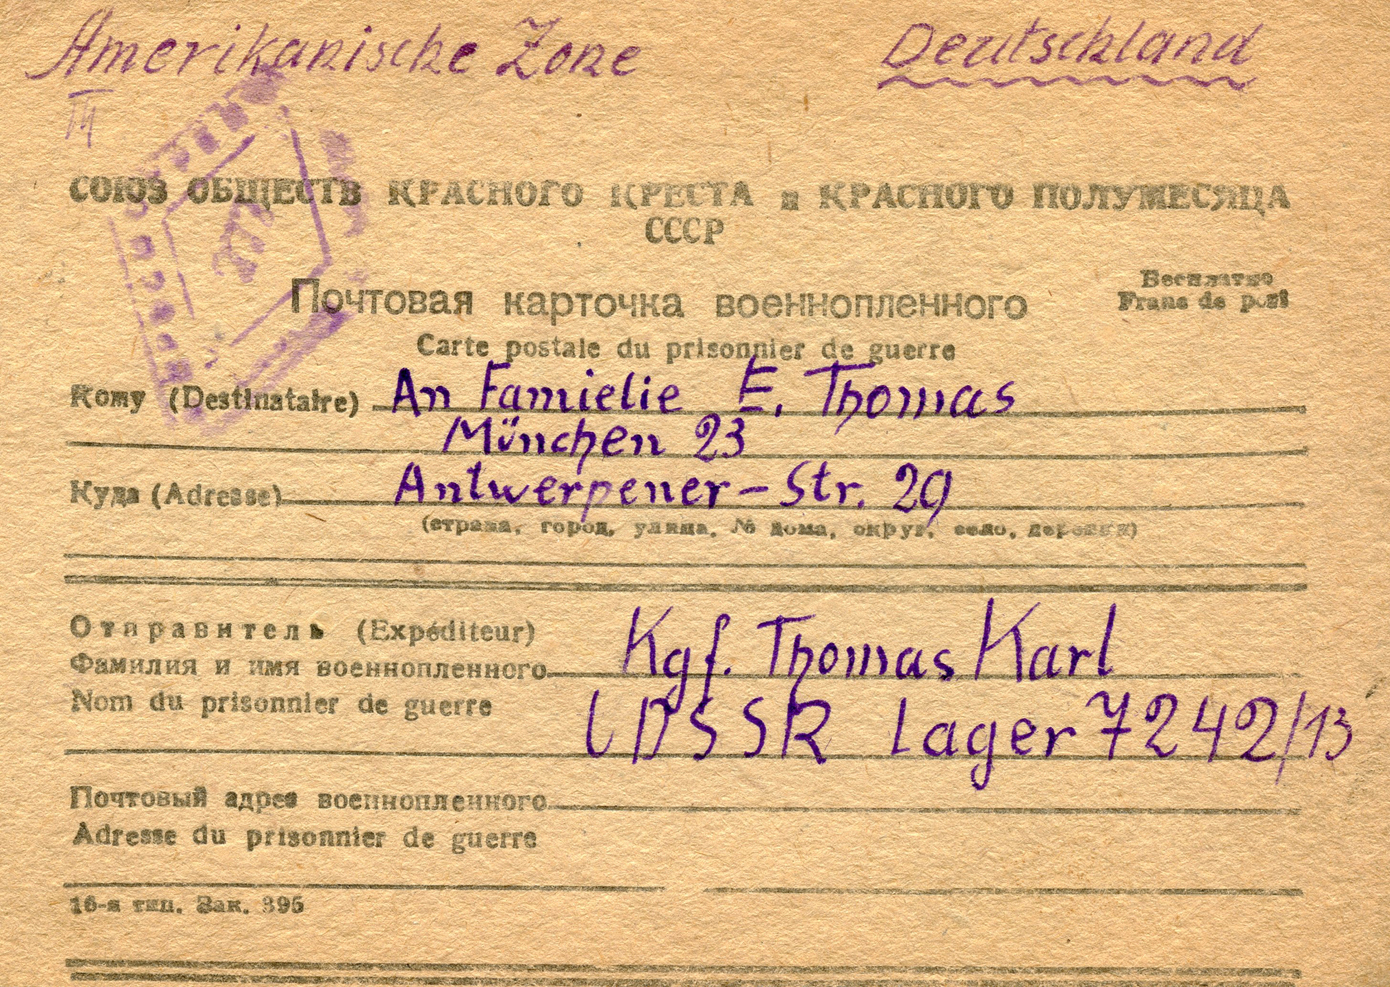 Amerikanische Zone Deutschland
СОЮЗ ОБЩЕСТВ КРАСНОГО КРЕСТА и КРАСНОГО ПОЛУМЕСЯЦА
СССР
Бесплатно
Franc de port
Почтовая карточка военнопленного
Carte postale du prisonnier de guerre
Кому (Destinataire) An Famielie E. Thomas
München 23
Куда (Adresse) Antwerpener-Str. 20
(страна, город, улица, № дома, округ, село, деревня)
Отправитель (Expéditeur)
Фамилия и имя военнопленного Kgf. Thomas Karl
Nom du prisonnier de guerre
UDSSR Lager 7242/13
Почтовый адрес военнопленного
Adresse du prisonnier de guerre
16-я тип. Зак. 395